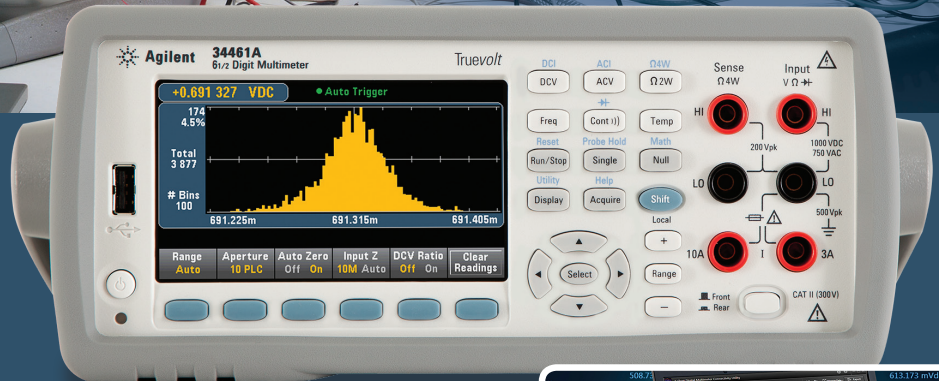 Agilent 34461A
6 1/2 Digit Multimeter
Truevolt
+0.691 327 VDC
Auto Trigger
174
4.5%
Total
3 877
# Bins
100
691.225m 691.315m 691.405m
Range Aperture Auto Zero Input Z DCV Ratio Clear
Auto 10 PLC Off On 10M Auto Off On Readings
DCI ACI Ω4W
DCV ACV Ω2W
Freq Cont Temp
Reset Probe Hold Math
Run/Stop Single Null
Utility Help
Display Acquire Shift
Local
+
Select
Range
−
Sense Input
Ω4W V Ω
HI HI
200 Vpk
1000 VDC
750 VAC
LO LO
500 Vpk
10A I 3A
Front
Rear
CAT II (300V)
508.73
613.173 mVd